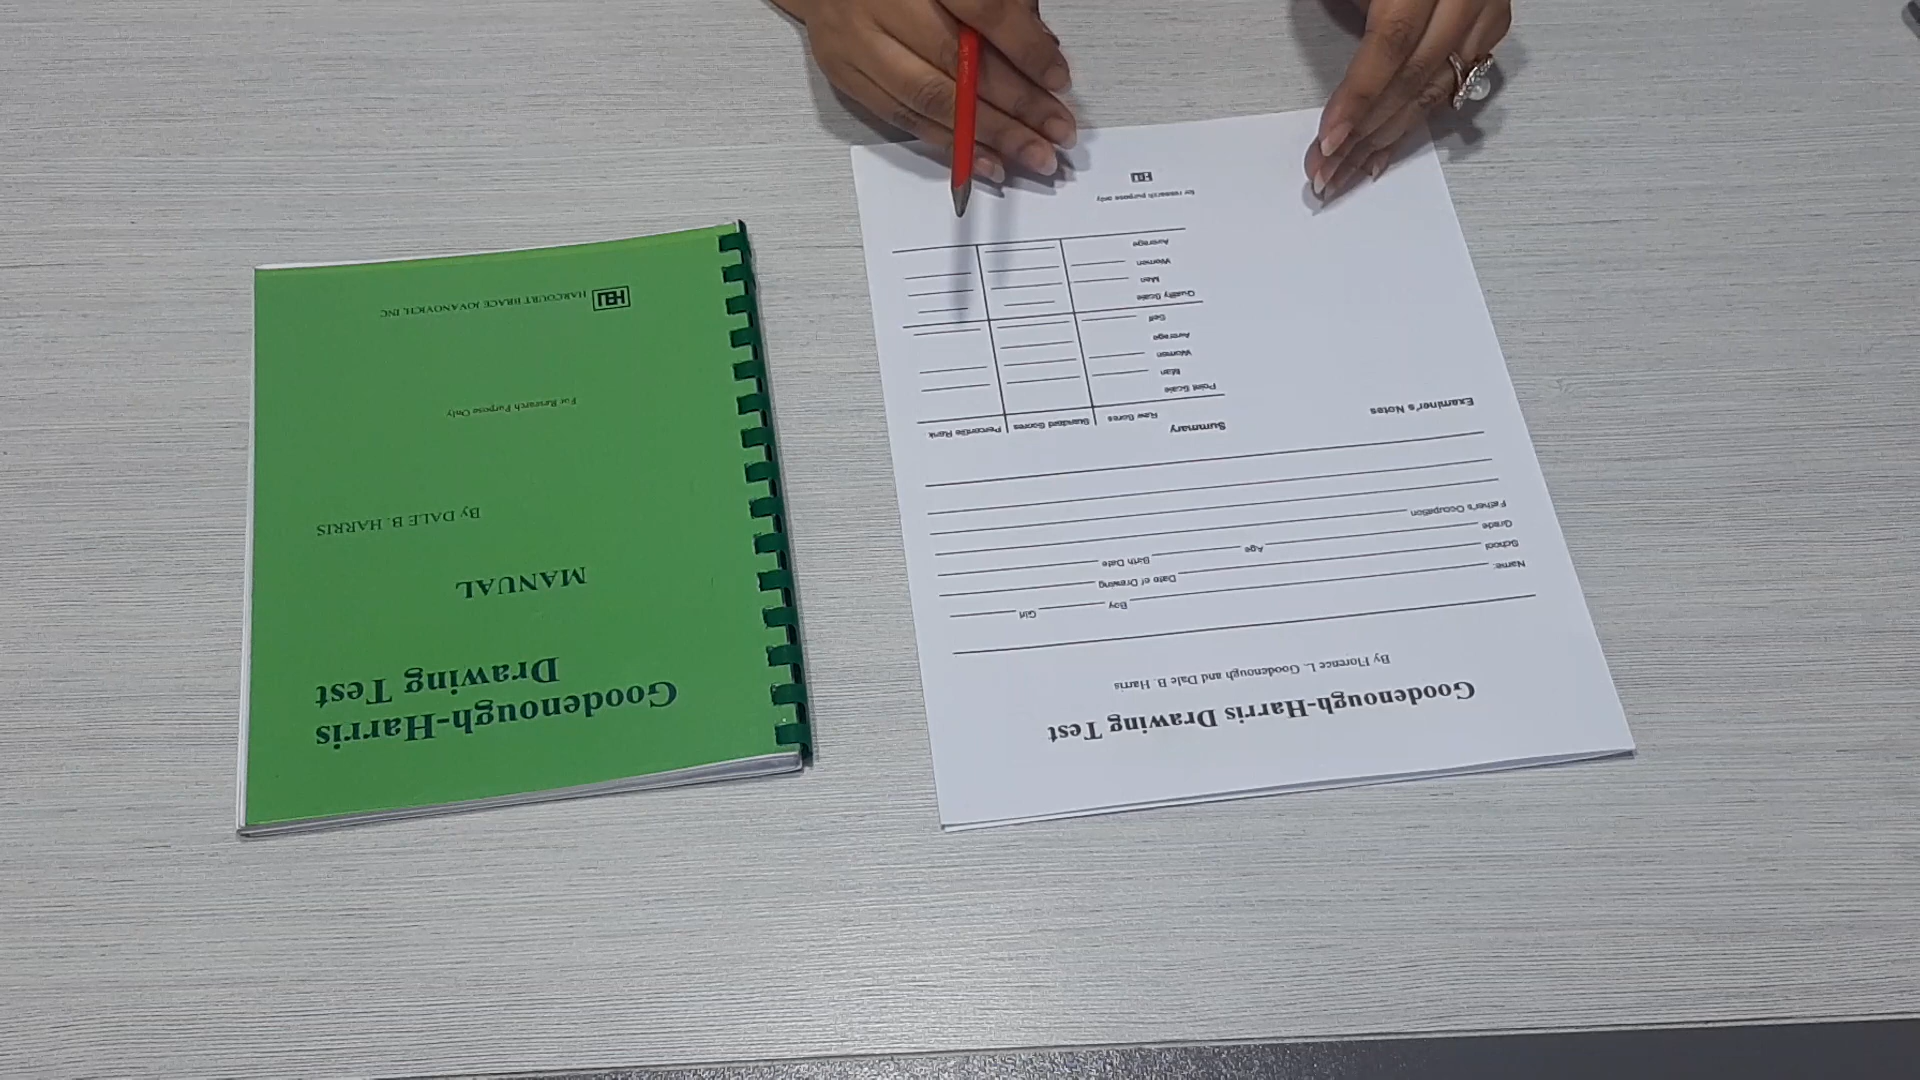 Goodenough-Harris
Drawing Test
MANUAL
By DALE B. HARRIS
For Research Purpose Only
HBJ HARCOURT BRACE JOVANOVICH, INC
Goodenough-Harris Drawing Test
By Florence L. Goodenough and Dale B. Harris
Name: Boy Girl
School Date of Drawing
Grade Age Birth Date
Father's Occupation
Examiner's Notes
Summary
Raw Sores Standard Scores Percentile Rank
Point Scale
Man
Women
Average
Self
Quality Scale
Man
Women
Average
for research purpose only
HBJ